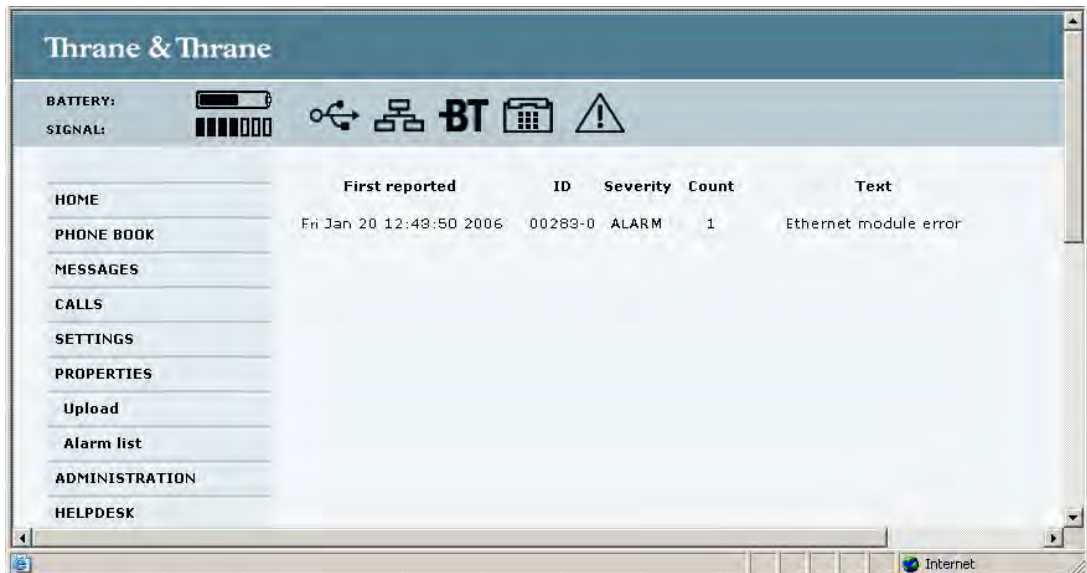 Thrane & Thrane
BATTERY:
SIGNAL:
BT
First reported ID Severity Count Text
Fri Jan 20 12:43:50 2006 00283-0 ALARM 1 Ethernet module error
HOME
PHONE BOOK
MESSAGES
CALLS
SETTINGS
PROPERTIES
Upload
Alarm list
ADMINISTRATION
HELPDESK
Internet